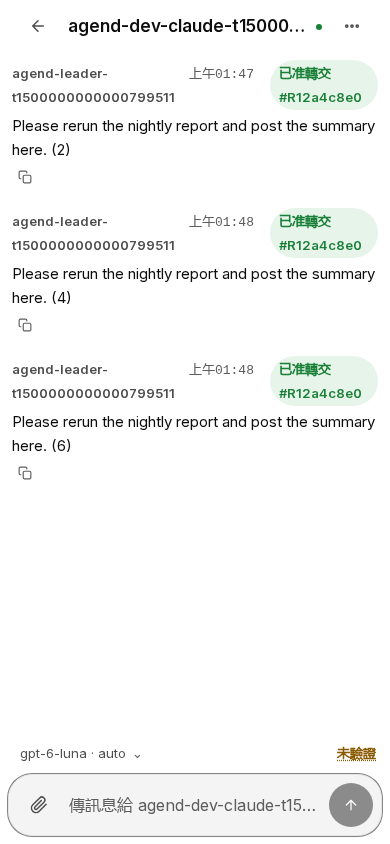 agend-dev-claude-t15000…
agend-leader-t1500000000000799511 上午01:47 已准轉交 #R12a4c8e0
Please rerun the nightly report and post the summary
here. (2)
agend-leader-t1500000000000799511 上午01:48 已准轉交 #R12a4c8e0
Please rerun the nightly report and post the summary
here. (4)
agend-leader-t1500000000000799511 上午01:48 已准轉交 #R12a4c8e0
Please rerun the nightly report and post the summary
here. (6)
gpt-6-luna · auto 未驗證
傳訊息給 agend-dev-claude-t15…